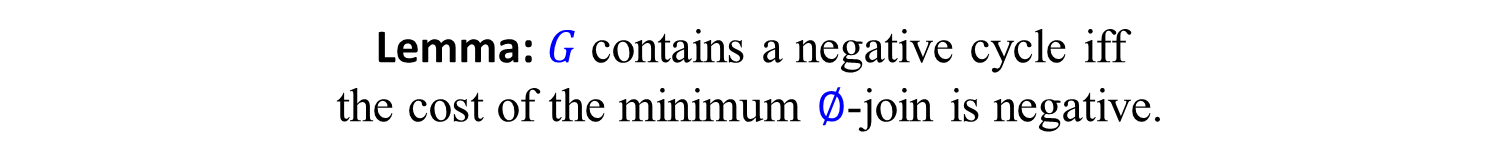 Lemma: G contains a negative cycle iff
the cost of the minimum ∅-join is negative.